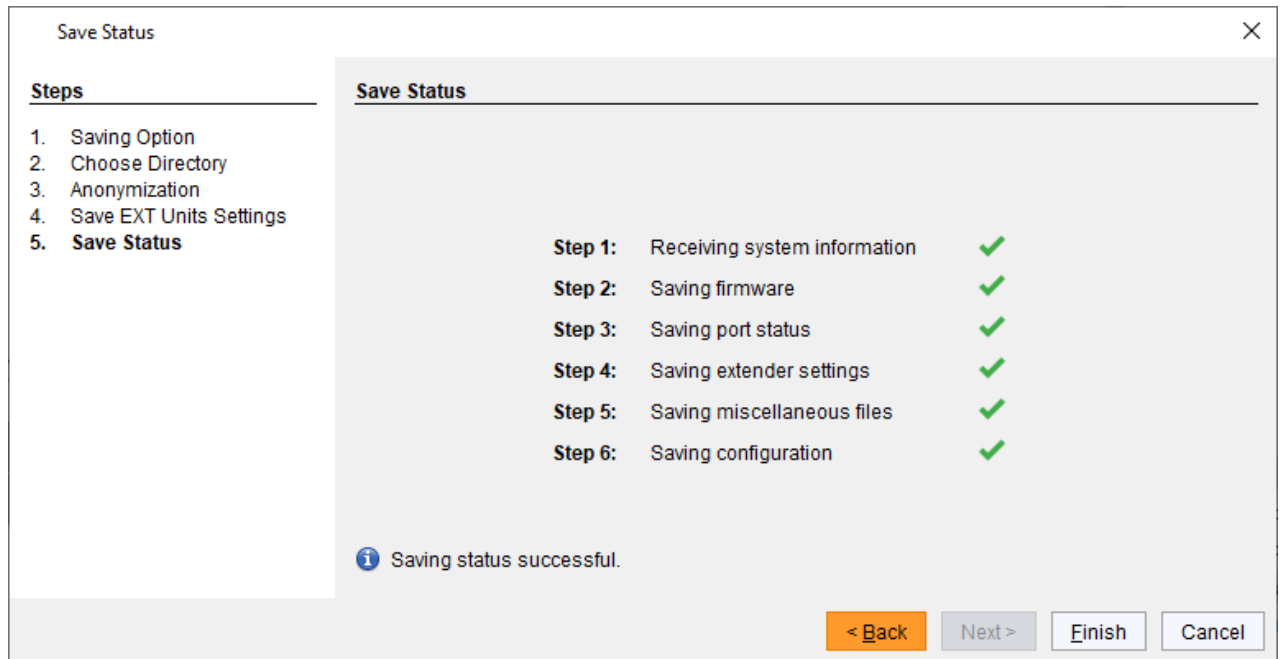 Save Status
Steps
1. Saving Option
2. Choose Directory
3. Anonymization
4. Save EXT Units Settings
5. Save Status
Save Status
Step 1: Receiving system information
Step 2: Saving firmware
Step 3: Saving port status
Step 4: Saving extender settings
Step 5: Saving miscellaneous files
Step 6: Saving configuration
Saving status successful.
< Back Next > Finish Cancel